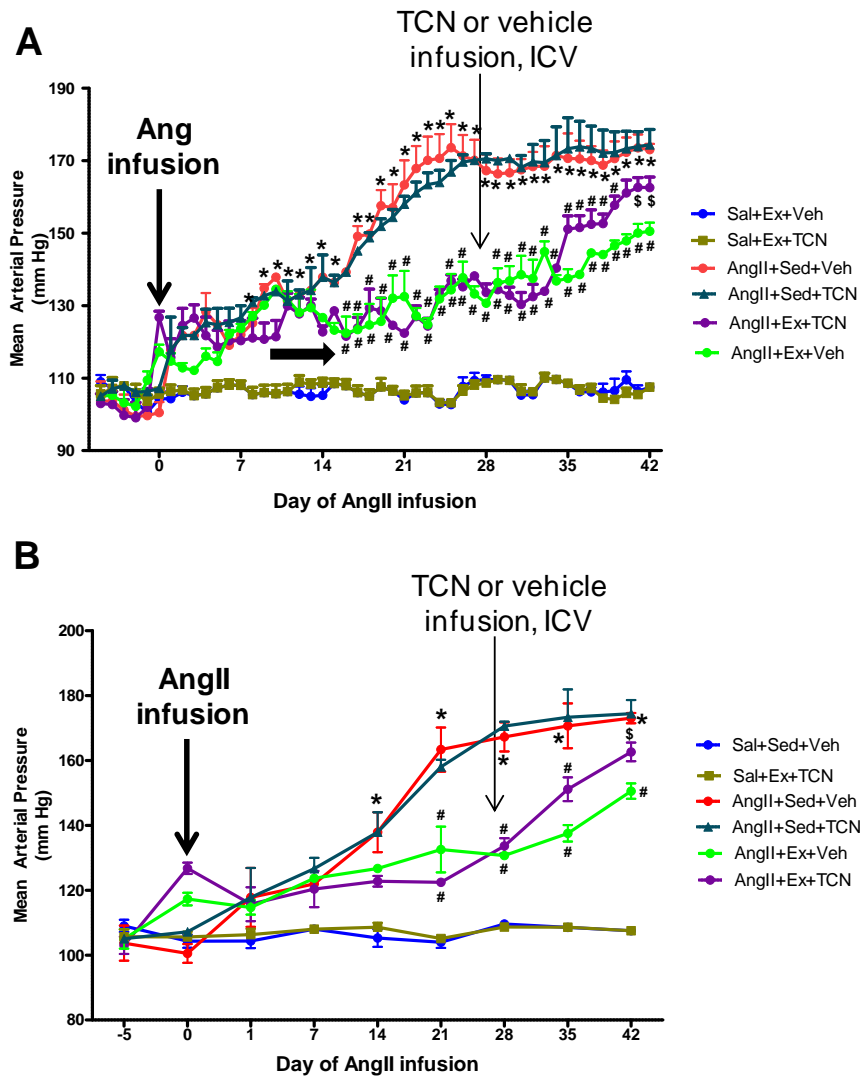 A
TCN or vehicle
infusion, ICV
Ang
infusion
Mean Arterial Pressure
(mm Hg)
190
170
150
130
110
90
0
7
14
21
28
35
42
Day of AngII infusion
Sal+Ex+Veh
Sal+Ex+TCN
AngII+Sed+Veh
AngII+Sed+TCN
AngII+Ex+TCN
AngII+Ex+Veh
B
TCN or vehicle
infusion, ICV
AngII
infusion
Mean Arterial Pressure
(mm Hg)
200
180
160
140
120
100
80
-5
0
1
7
14
21
28
35
42
Day of AngII infusion
Sal+Sed+Veh
Sal+Ex+TCN
AngII+Sed+Veh
AngII+Sed+TCN
AngII+Ex+Veh
AngII+Ex+TCN